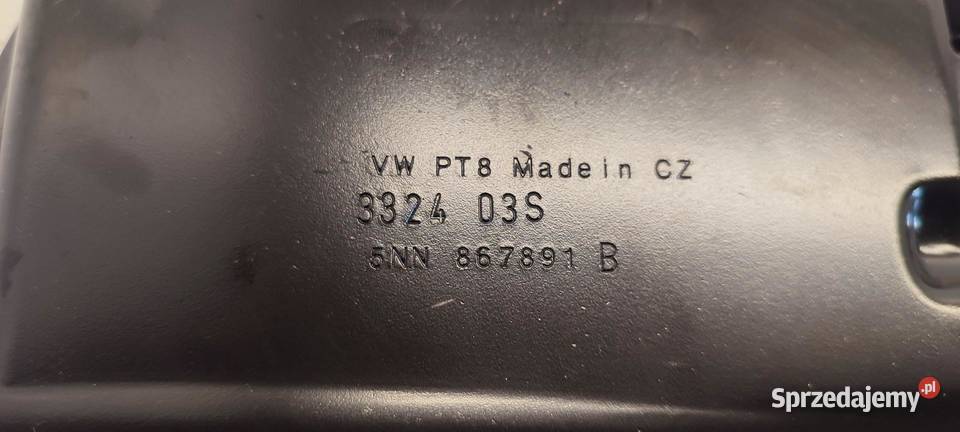 VW PT8 Made in CZ
3324 03S
5NN 867891 B
Sprzedajemy.pl